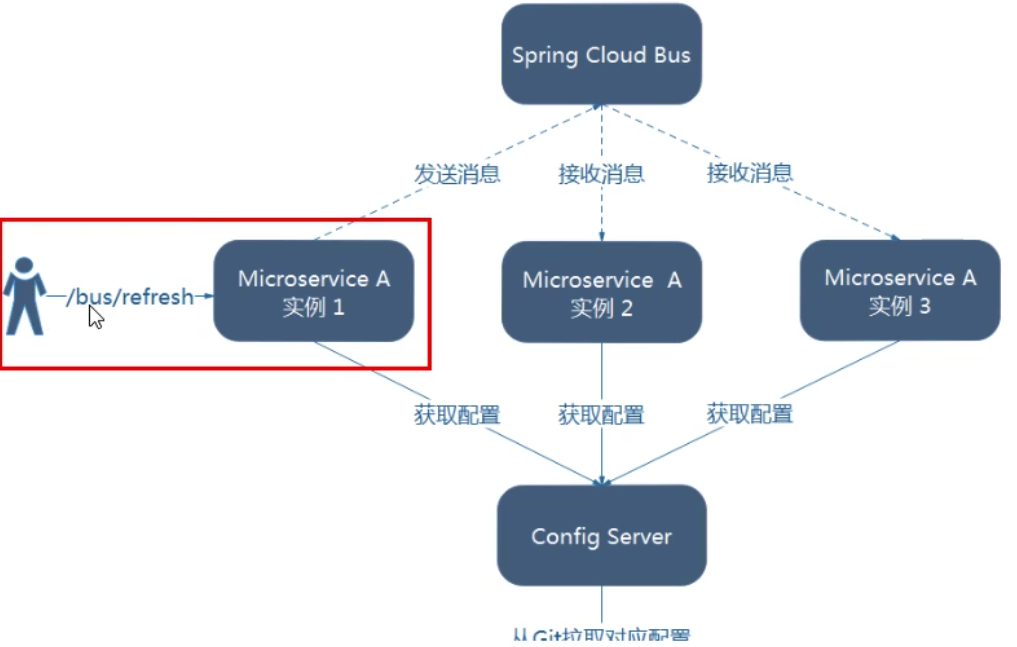 Spring Cloud Bus
发送消息
接收消息
接收消息
/bus/refresh
Microservice A
实例 1
Microservice A
实例 2
Microservice A
实例 3
获取配置
获取配置
获取配置
Config Server
从Git拉取对应配置